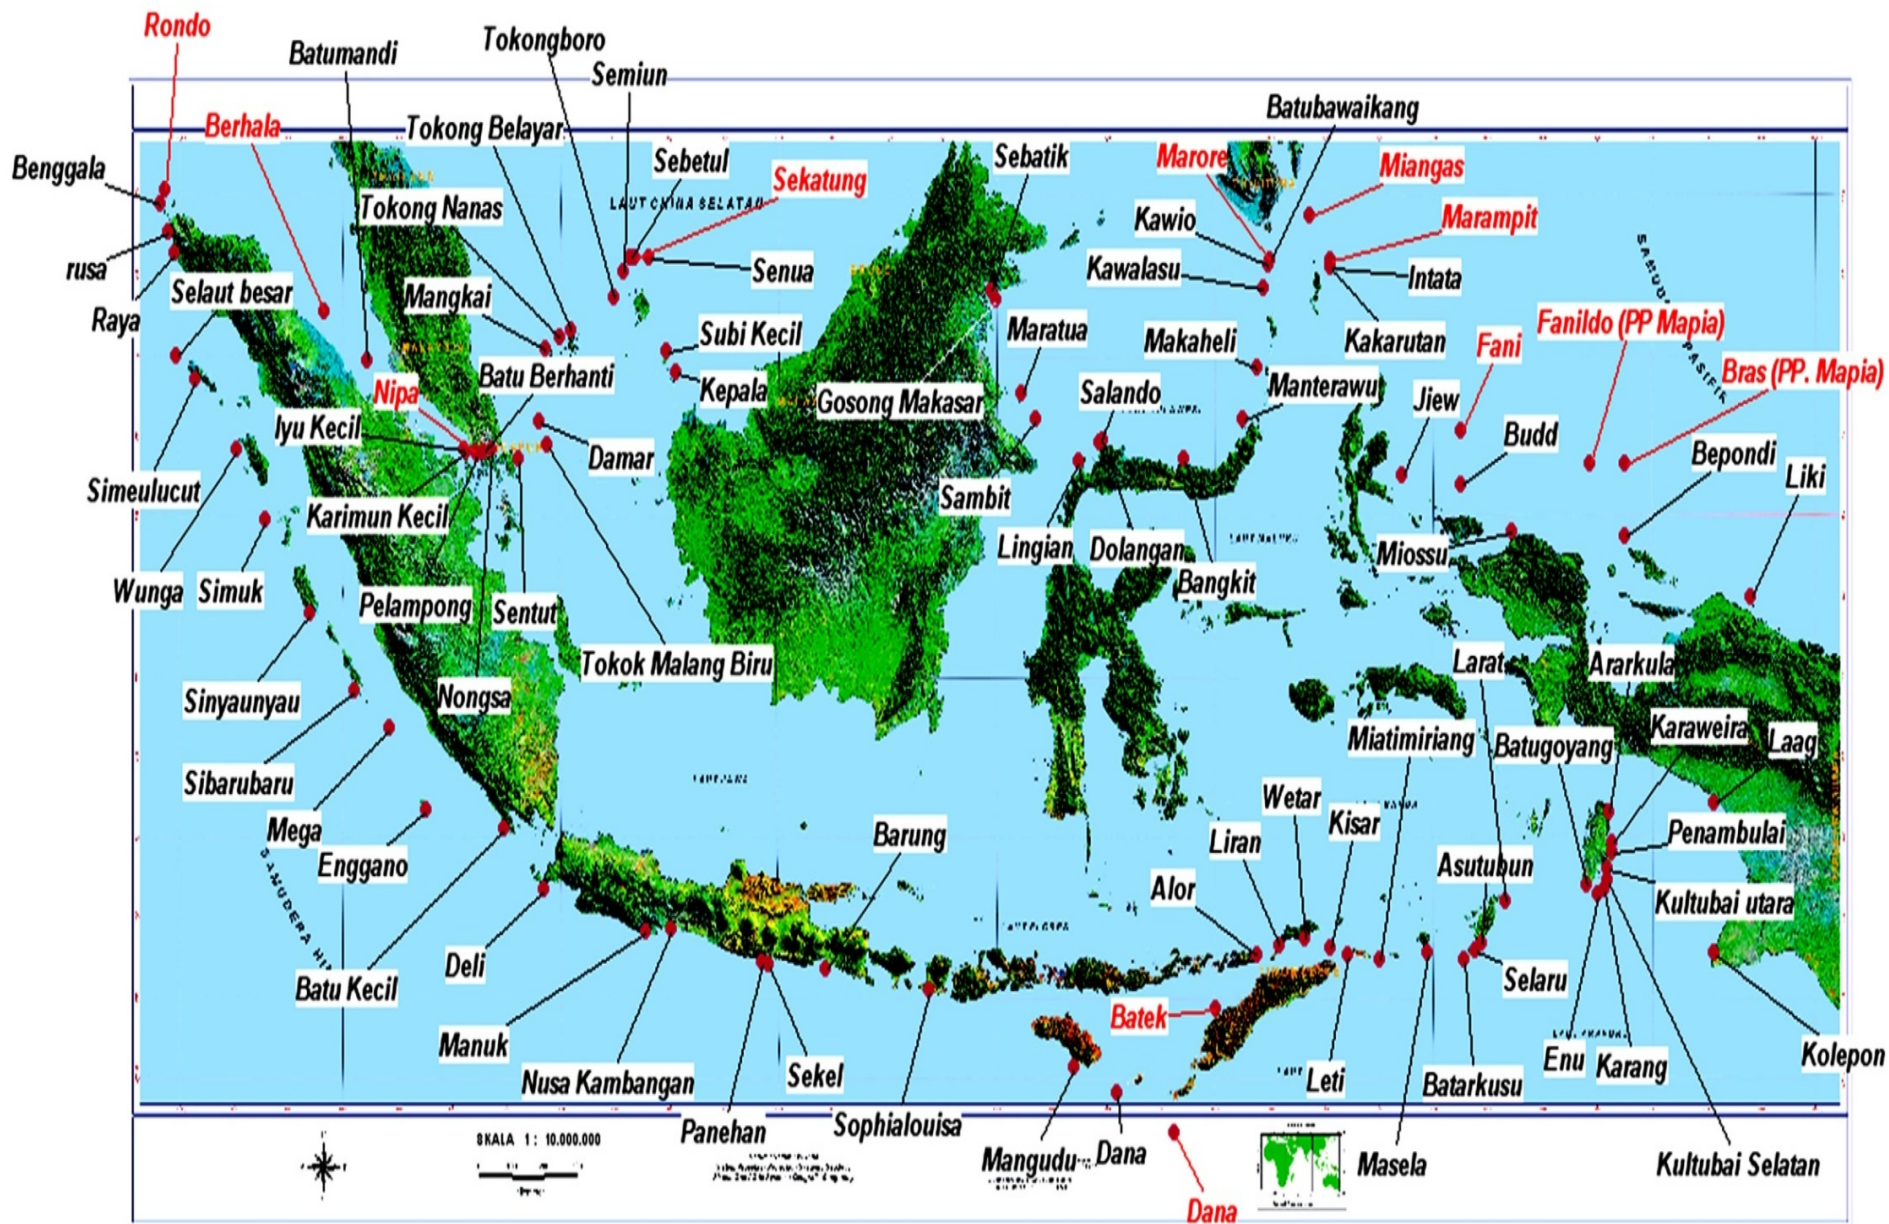 Rondo
Batumandi
Tokongboro
Semiun
Berhala
Tokong Belayar
Batubawaikang
Benggala
Sebetul
Sebatik
Marore
Miangas
Sekatung
Tokong Nanas
LAUT CHINA SELATAN
Kawio
Marampit
rusa
Senua
Kawalasu
Intata
Selaut besar
Mangkai
Raya
Subi Kecil
Maratua
Makaheli
Kakarutan
Fanildo (PP Mapia)
Fani
Batu Berhanti
Bras (PP. Mapia)
Nipa
Kepala
Gosong Makasar
Salando
Manterawu
Jiew
Iyu Kecil
Damar
Budd
Bepondi
Liki
Simeulucut
Karimun Kecil
Sambit
Lingian
Dolangan
Miossu
Wunga
Simuk
Pelampong
Sentut
Bangkit
Tokok Malang Biru
Larat
Ararkula
Sinyaunyau
Nongsa
Karaweira
Miatimiriang
Batugoyang
Laag
Sibarubaru
LAUT JAWA
Mega
Wetar
Kisar
Enggano
Barung
Liran
Penambulai
Asutubun
Alor
Kultubai utara
Deli
Batu Kecil
Selaru
Batek
Manuk
Enu
Karang
Kolepon
Nusa Kambangan
Sekel
Leti
Batarkusu
Panehan
Sophialouisa
SKALA 1 : 10.000.000
Mangudu
Dana
Masela
Kultubai Selatan
Dana